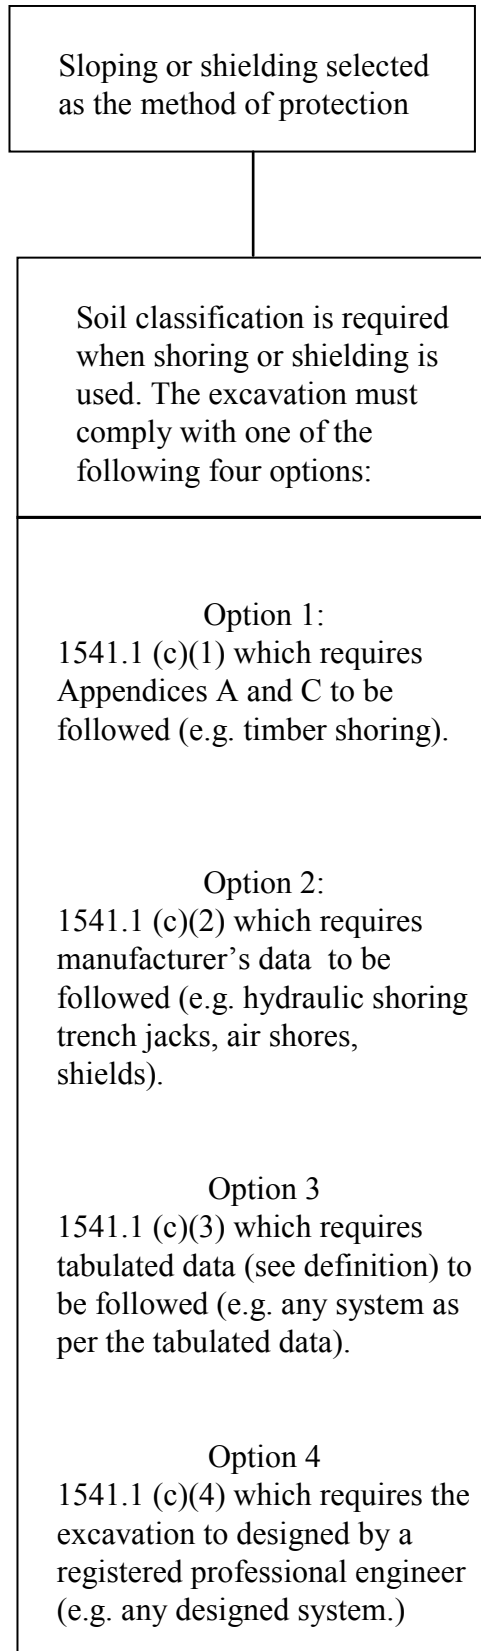 Sloping or shielding selected
as the method of protection
Soil classification is required
when shoring or shielding is
used. The excavation must
comply with one of the
following four options:
Option 1:
1541.1 (c)(1) which requires
Appendices A and C to be
followed (e.g. timber shoring).
Option 2:
1541.1 (c)(2) which requires
manufacturer’s data  to be
followed (e.g. hydraulic shoring
trench jacks, air shores,
shields).
Option 3
1541.1 (c)(3) which requires
tabulated data (see definition) to
be followed (e.g. any system as
per the tabulated data).
Option 4
1541.1 (c)(4) which requires the
excavation to designed by a
registered professional engineer
(e.g. any designed system.)